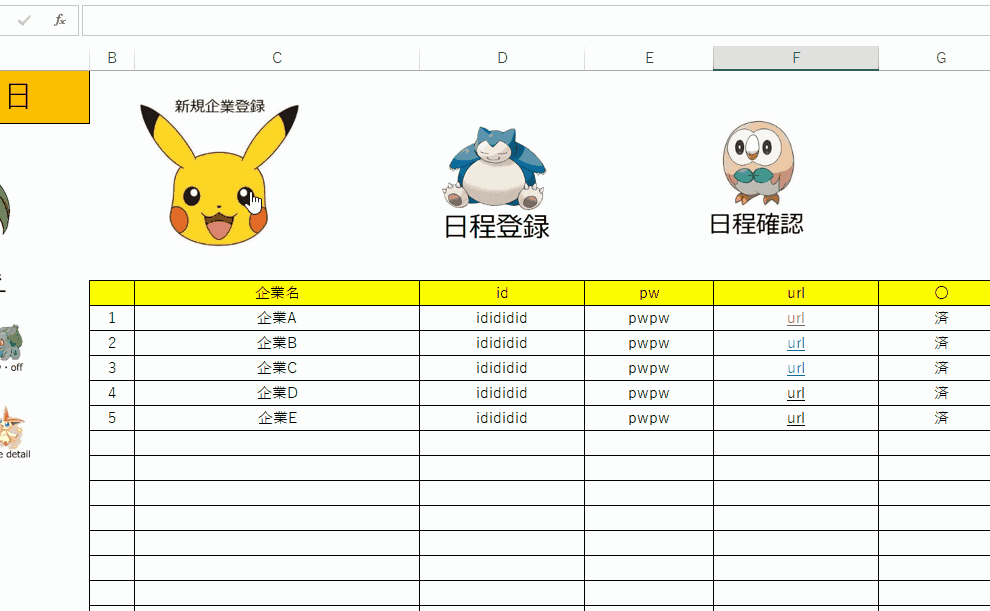 fx
B C D E F G
日
新規企業登録
日程登録
日程確認
企業名 id pw url 〇
1 企業A idididid pwpw url 済
2 企業B idididid pwpw url 済
3 企業C idididid pwpw url 済
・off
4 企業D idididid pwpw url 済
5 企業E idididid pwpw url 済
e detail